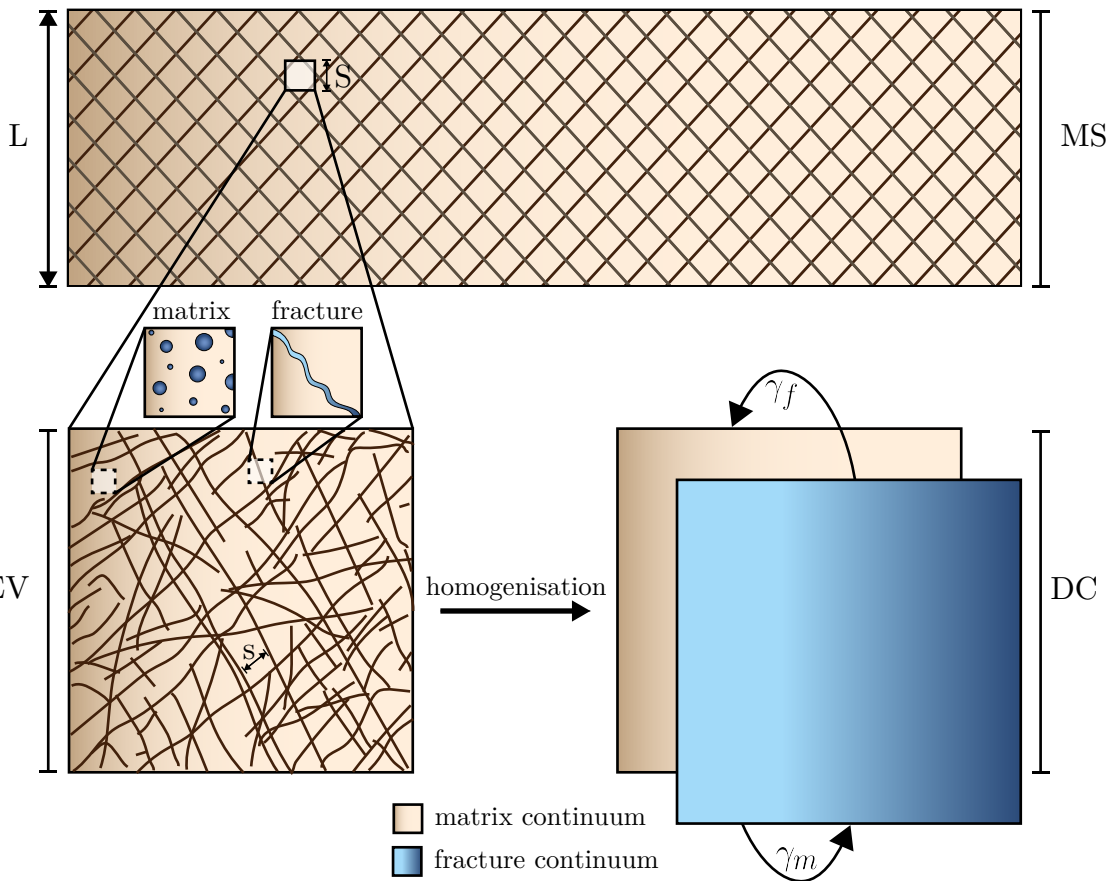 L
S
MS
matrix
fracture
γf
EV
homogenisation
DC
s
γm
matrix continuum
fracture continuum